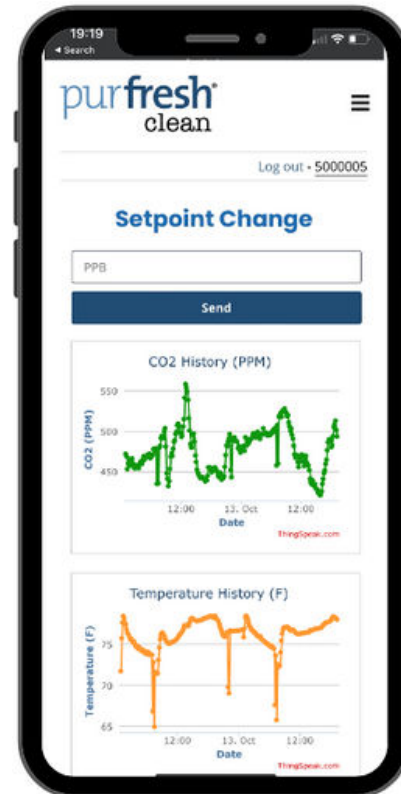 19:19
◂ Search
purfresh®
clean
Log out - 5000005
Setpoint Change
PPB
Send
CO2 History (PPM)
CO2 (PPM)
550
500
450
12:00
13. Oct
12:00
Date
ThingSpeak.com
Temperature History (F)
Temperature (F)
75
70
65
12:00
13. Oct
12:00
Date
ThingSpeak.com